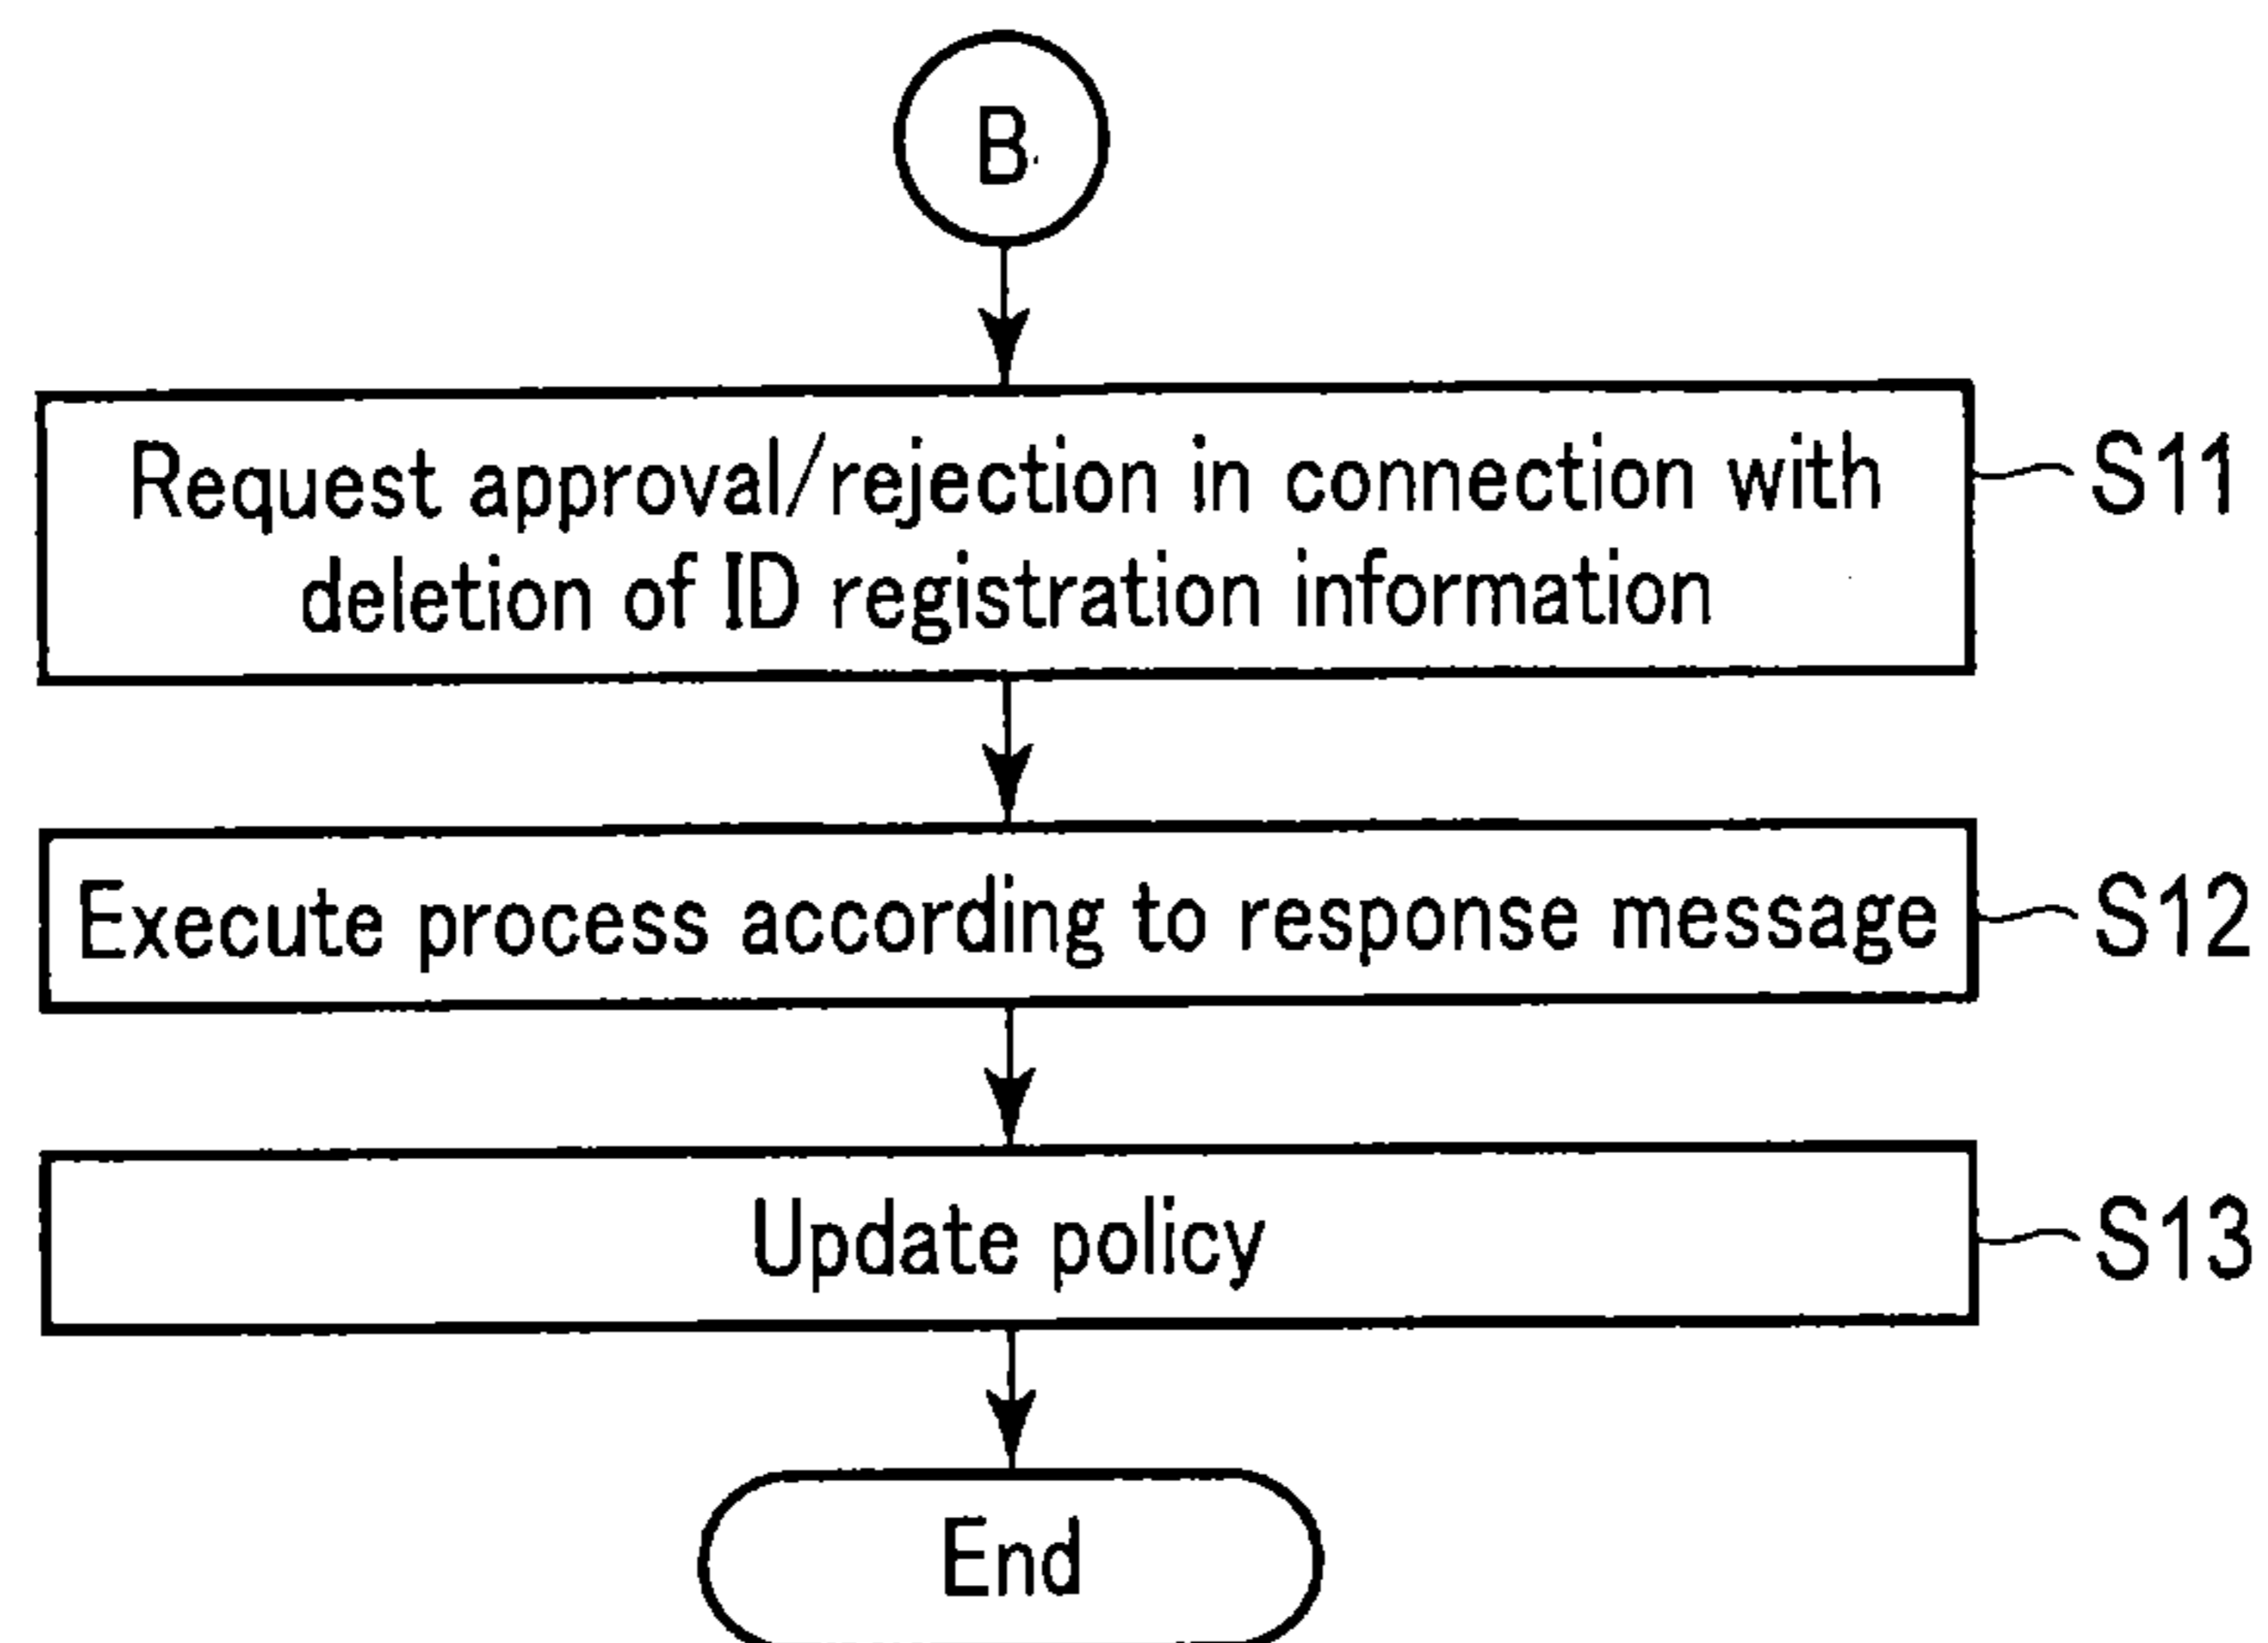 B
Request approval/rejection in connection with
deletion of ID registration information
S11
Execute process according to response message
S12
Update policy
S13
End